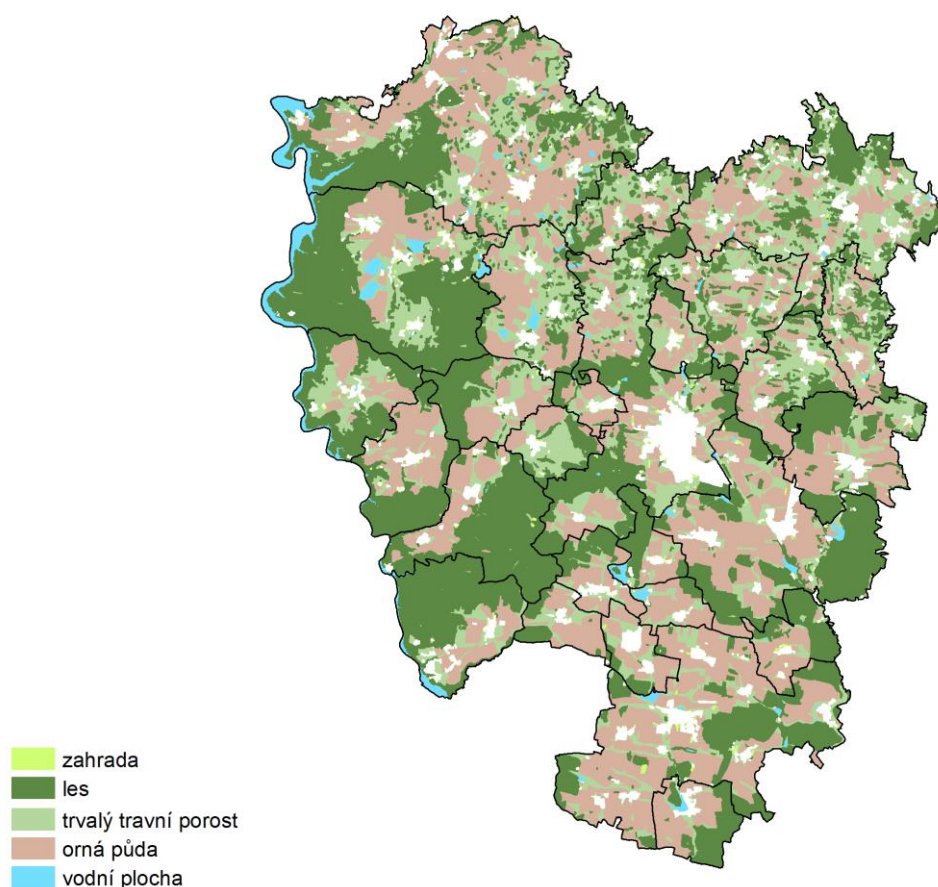 zahrada
les
trvalý travní porost
orná půda
vodní plocha